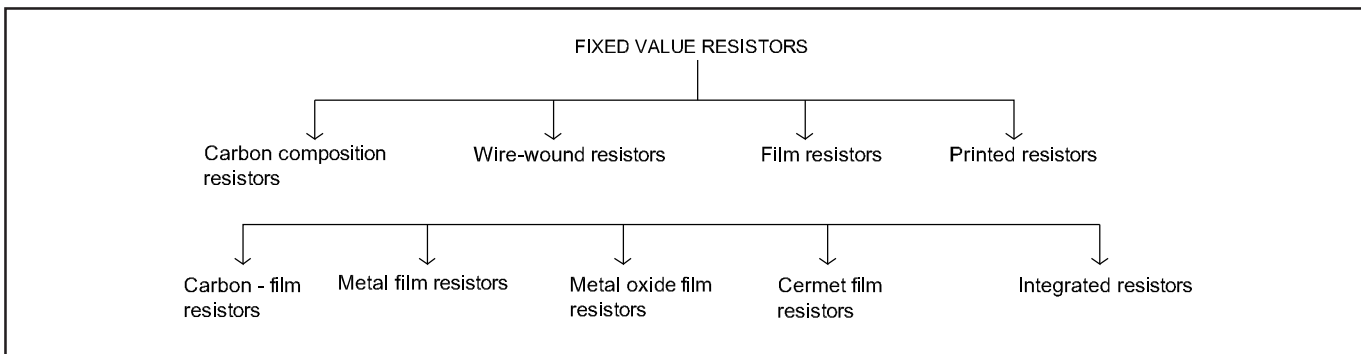 FIXED VALUE RESISTORS
Carbon composition
resistors
Wire-wound resistors
Film resistors
Printed resistors
Carbon - film
resistors
Metal film resistors
Metal oxide film
resistors
Cermet film
resistors
Integrated resistors